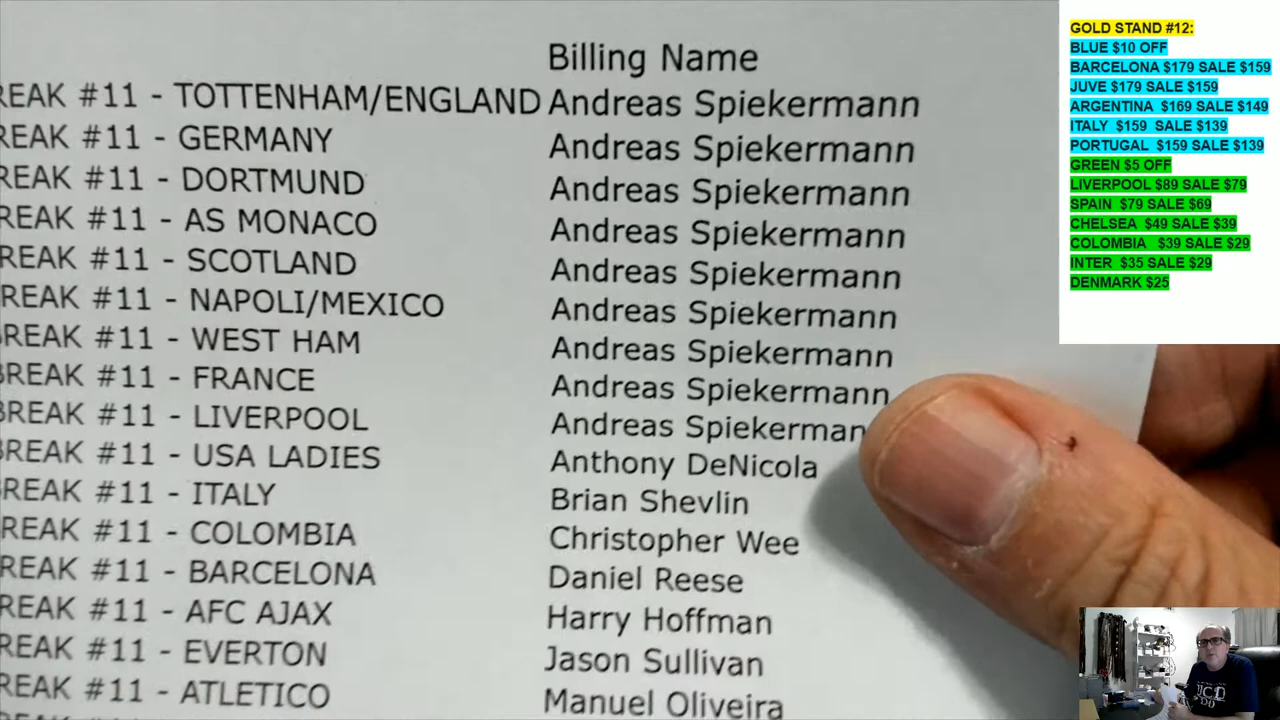 Billing Name
REAK #11 - TOTTENHAM/ENGLAND Andreas Spiekermann
REAK #11 - GERMANY Andreas Spiekermann
REAK #11 - DORTMUND Andreas Spiekermann
REAK #11 - AS MONACO Andreas Spiekermann
REAK #11 - SCOTLAND Andreas Spiekermann
REAK #11 - NAPOLI/MEXICO Andreas Spiekermann
BREAK #11 - WEST HAM Andreas Spiekermann
BREAK #11 - FRANCE Andreas Spiekermann
BREAK #11 - LIVERPOOL Andreas Spiekerman
BREAK #11 - USA LADIES Anthony DeNicola
BREAK #11 - ITALY Brian Shevlin
REAK #11 - COLOMBIA Christopher Wee
REAK #11 - BARCELONA Daniel Reese
REAK #11 - AFC AJAX Harry Hoffman
REAK #11 - EVERTON Jason Sullivan
REAK #11 - ATLETICO Manuel Oliveira
GOLD STAND #12:
BLUE $10 OFF
BARCELONA $179 SALE $159
JUVE $179 SALE $159
ARGENTINA $169 SALE $149
ITALY $159 SALE $139
PORTUGAL $159 SALE $139
GREEN $5 OFF
LIVERPOOL $89 SALE $79
SPAIN $79 SALE $69
CHELSEA $49 SALE $39
COLOMBIA $39 SALE $29
INTER $35 SALE $29
DENMARK $25